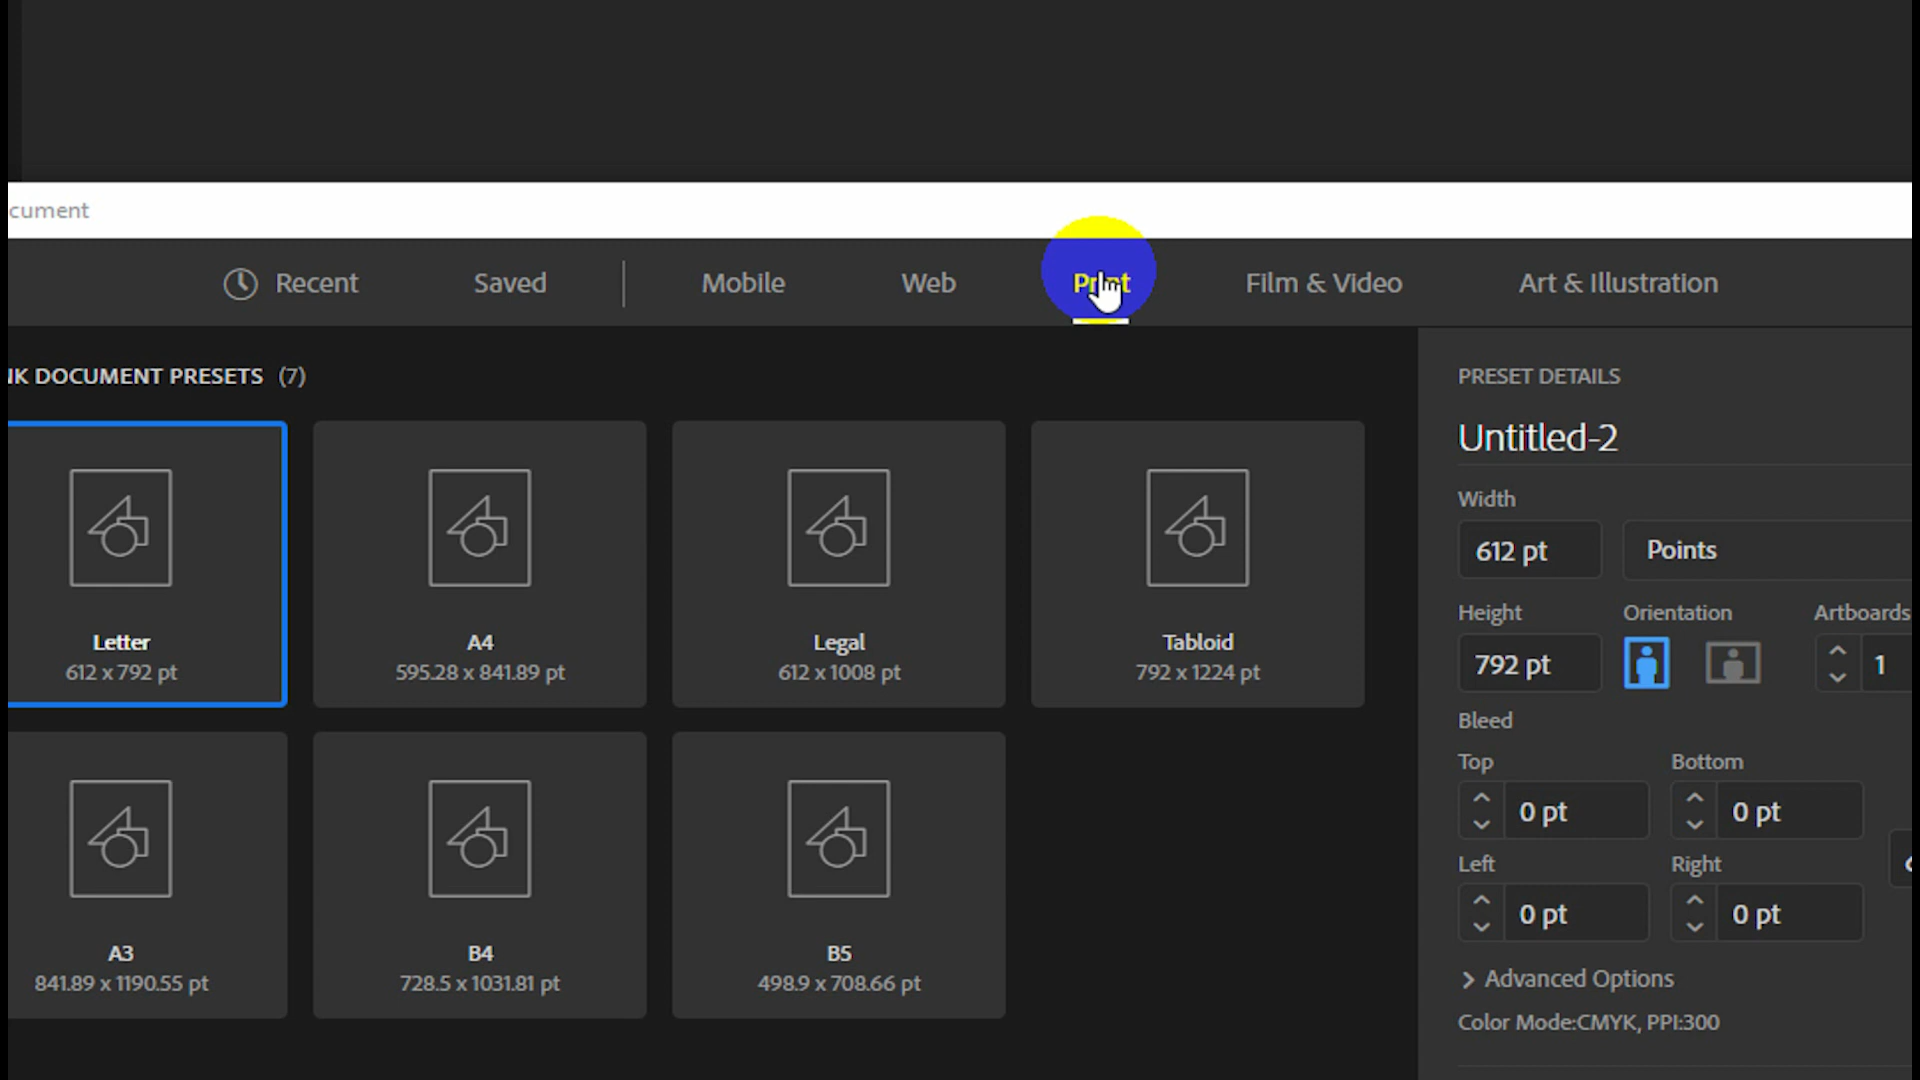 cument
Recent
Saved
Mobile
Web
Print
Film & Video
Art & Illustration
NK DOCUMENT PRESETS (7)
Letter
612 x 792 pt
A4
595.28 x 841.89 pt
Legal
612 x 1008 pt
Tabloid
792 x 1224 pt
A3
841.89 x 1190.55 pt
B4
728.5 x 1031.81 pt
B5
498.9 x 708.66 pt
PRESET DETAILS
Untitled-2
Width
612 pt
Points
Height
Orientation
Artboards
792 pt
1
Bleed
Top
Bottom
0 pt
0 pt
Left
Right
0 pt
0 pt
Advanced Options
Color Mode:CMYK, PPI:300